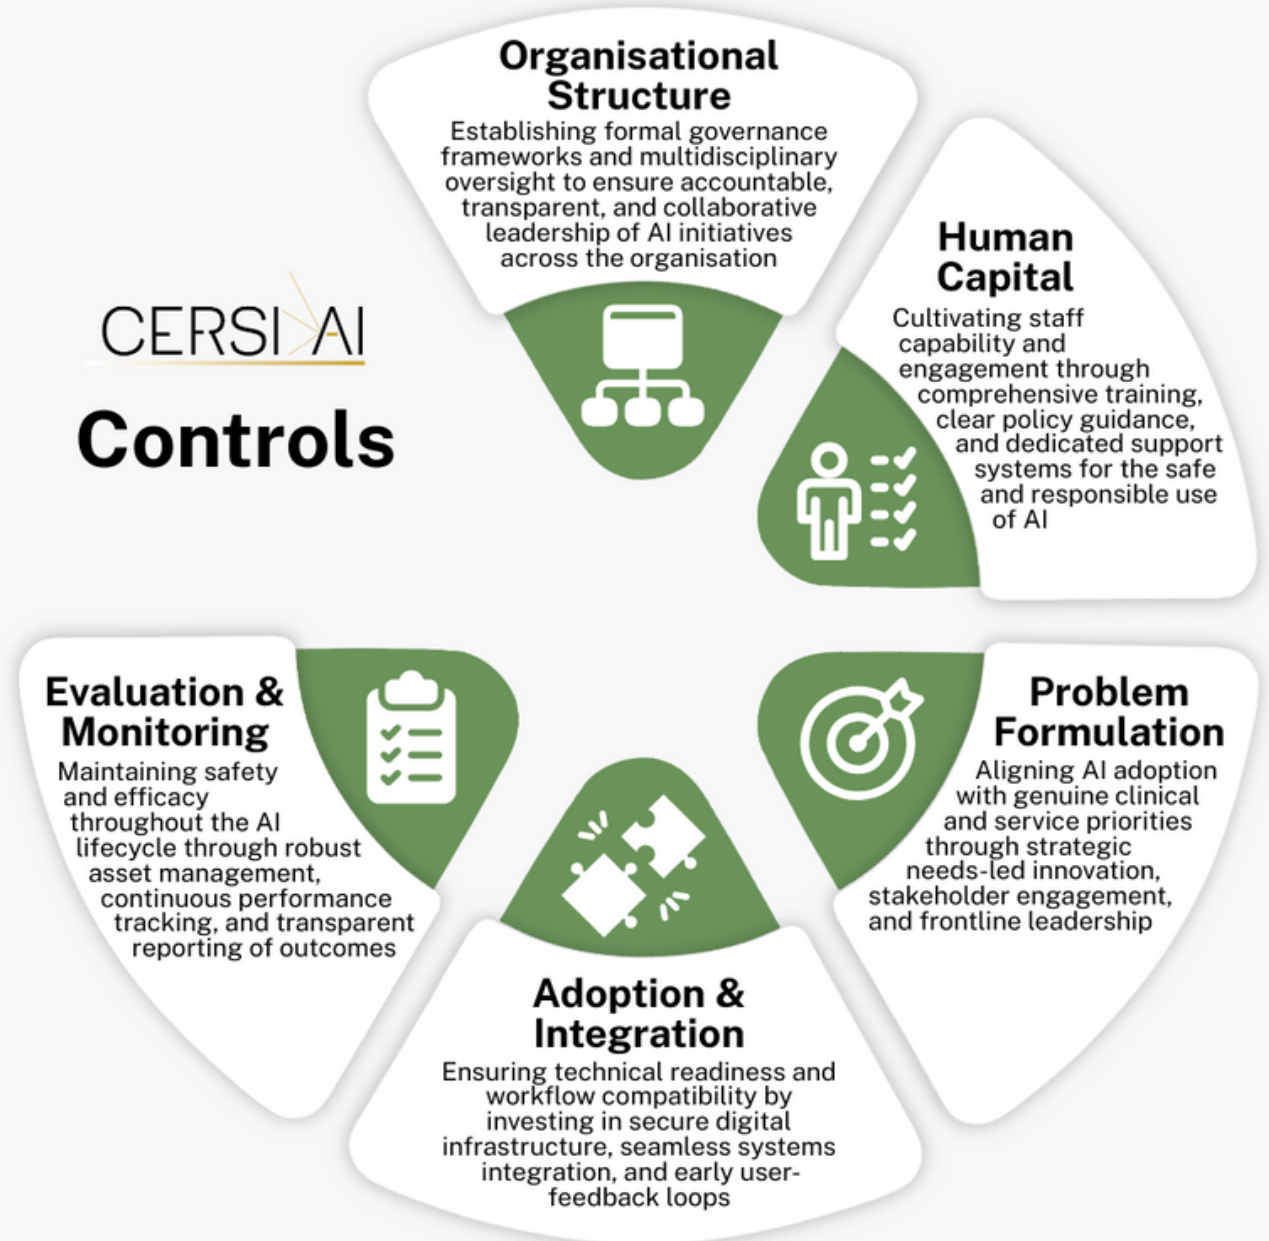 Organisational
Structure
Establishing formal governance
frameworks and multidisciplinary
oversight to ensure accountable,
transparent, and collaborative
leadership of AI initiatives
across the organisation
Human
Capital
Cultivating staff
capability and
engagement through
comprehensive training,
clear policy guidance,
and dedicated support
systems for the safe
and responsible use
of AI
CERSI AI
Controls
Evaluation &
Monitoring
Maintaining safety
and efficacy
throughout the AI
lifecycle through robust
asset management,
continuous performance
tracking, and transparent
reporting of outcomes
Problem
Formulation
Aligning AI adoption
with genuine clinical
and service priorities
through strategic
needs-led innovation,
stakeholder engagement,
and frontline leadership
Adoption &
Integration
Ensuring technical readiness and
workflow compatibility by
investing in secure digital
infrastructure, seamless systems
integration, and early user-
feedback loops